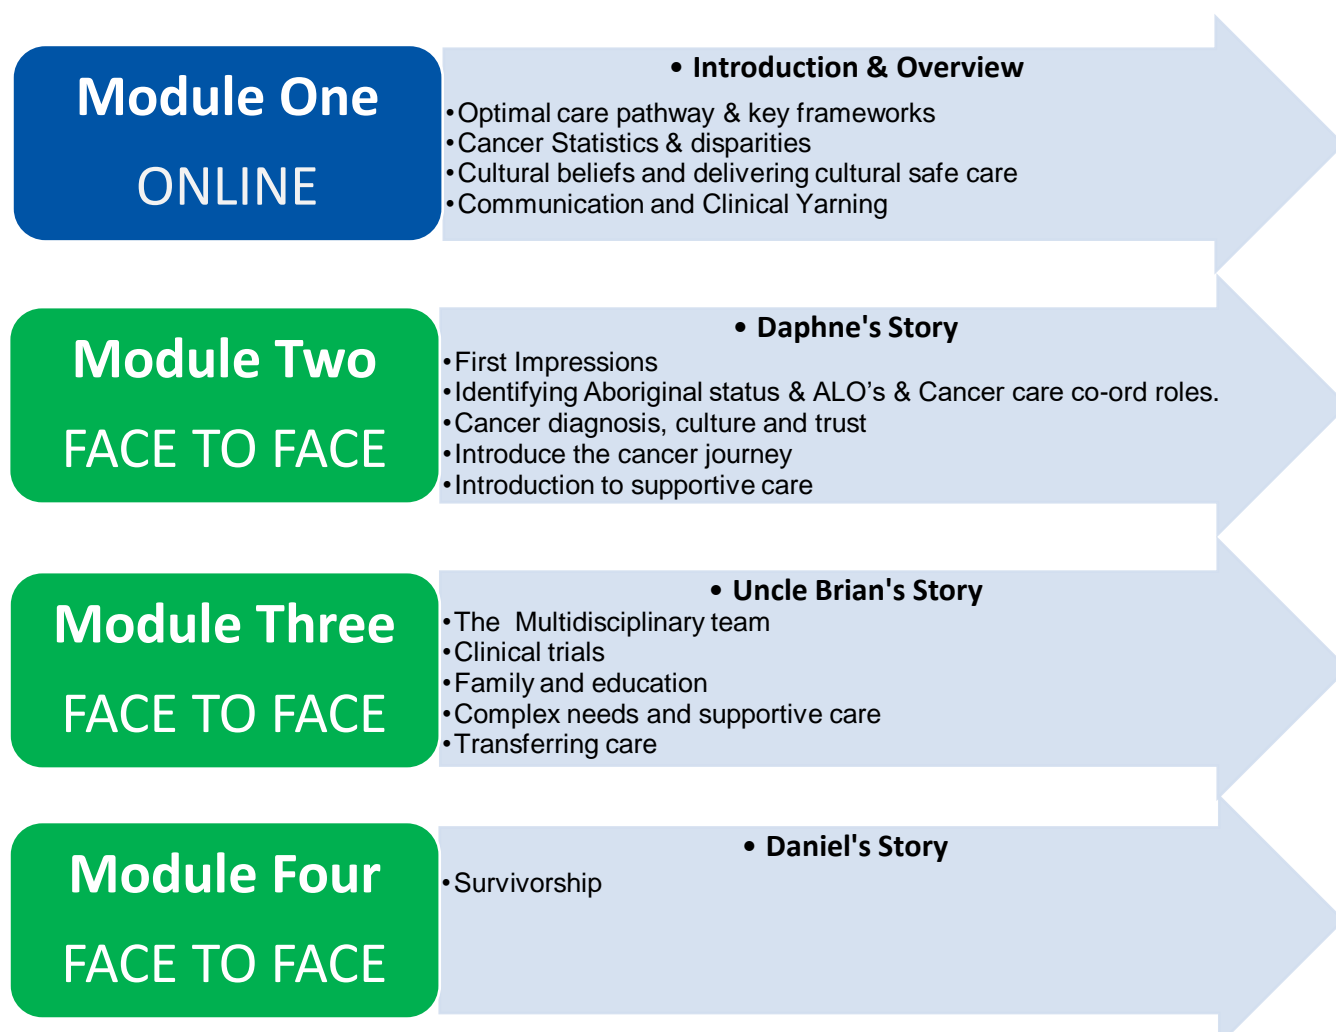 Module One
ONLINE
• Introduction & Overview
•Optimal care pathway & key frameworks
•Cancer Statistics & disparities
•Cultural beliefs and delivering cultural safe care
•Communication and Clinical Yarning
Module Two
FACE TO FACE
• Daphne's Story
•First Impressions
•Identifying Aboriginal status & ALO’s & Cancer care co-ord roles.
•Cancer diagnosis, culture and trust
•Introduce the cancer journey
•Introduction to supportive care
Module Three
FACE TO FACE
• Uncle Brian's Story
•The  Multidisciplinary team
•Clinical trials
•Family and education
•Complex needs and supportive care
•Transferring care
Module Four
FACE TO FACE
• Daniel's Story
•Survivorship